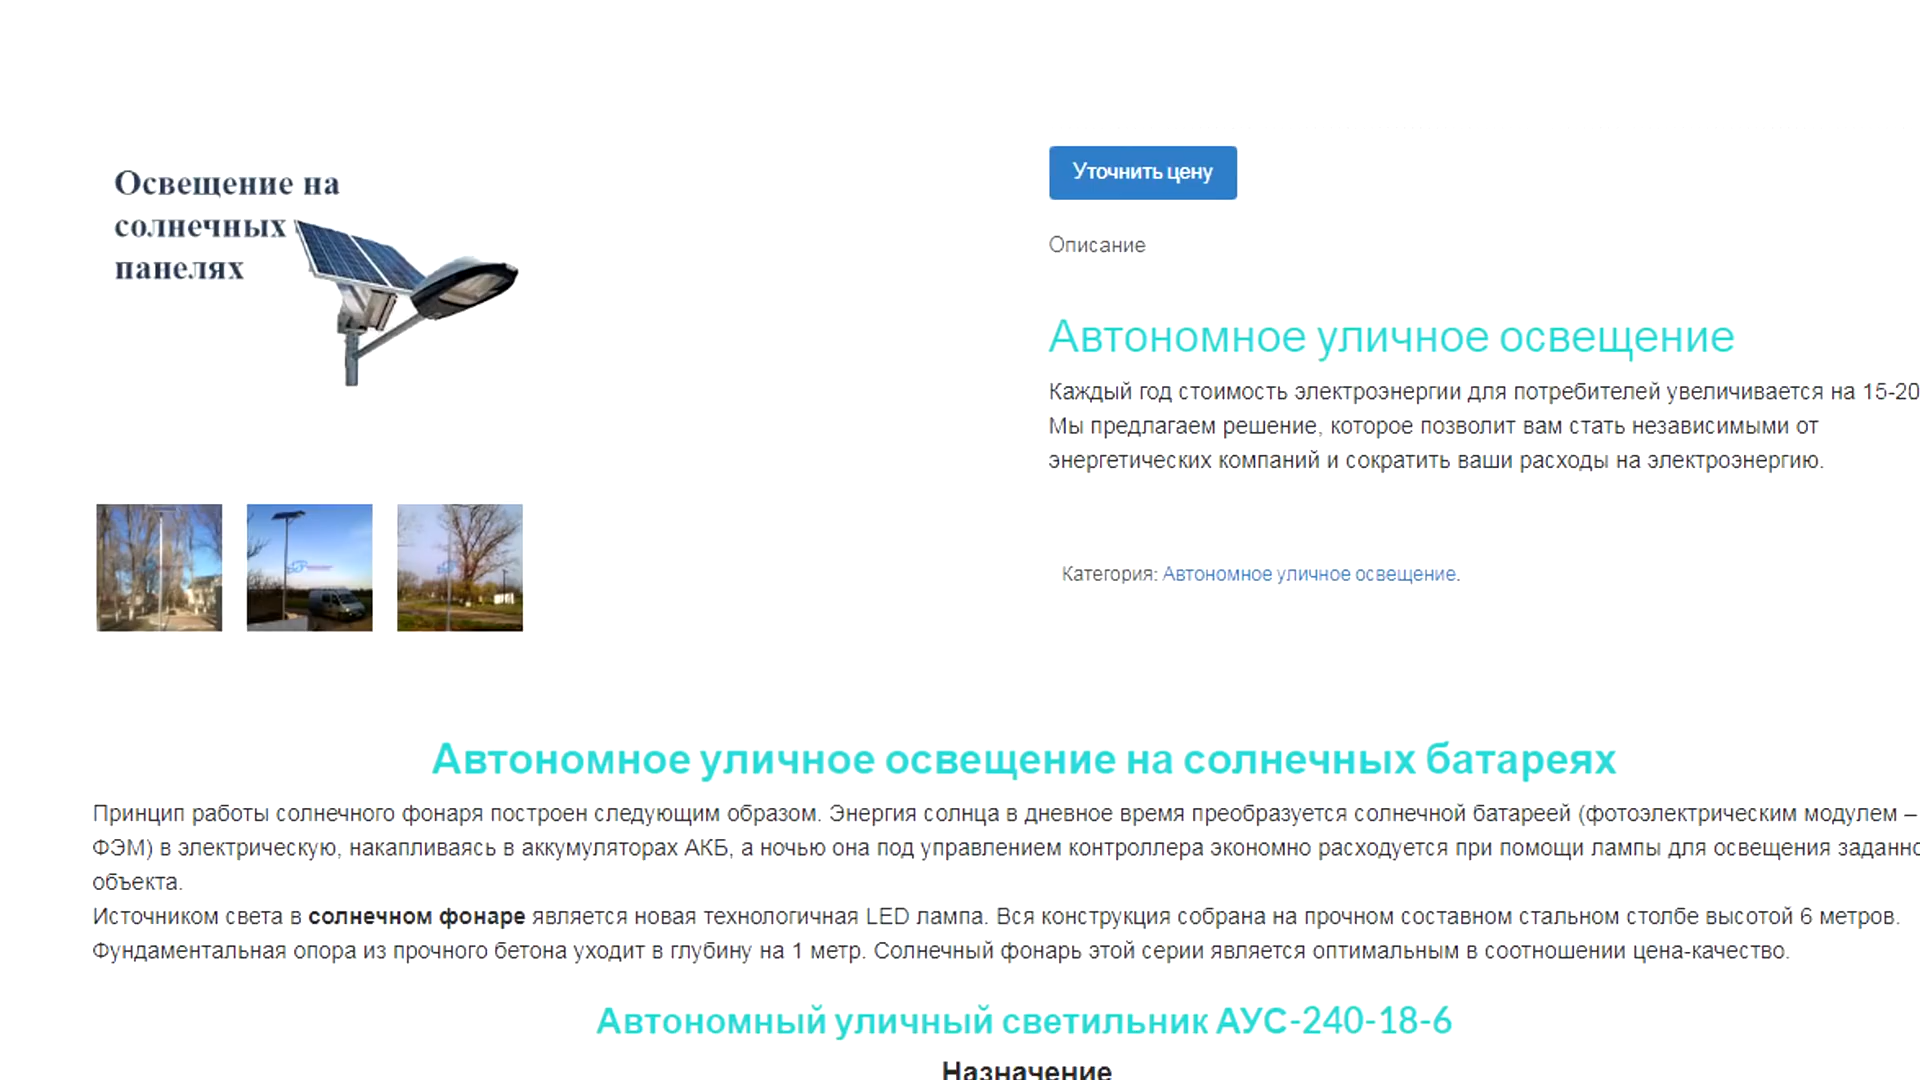 Освещение на
солнечных
панелях
Уточнить цену
Описание
Автономное уличное освещение
Каждый год стоимость электроэнергии для потребителей увеличивается на 15-20
Мы предлагаем решение, которое позволит вам стать независимыми от
энергетических компаний и сократить ваши расходы на электроэнергию.
Категория: Автономное уличное освещение.
Автономное уличное освещение на солнечных батареях
Принцип работы солнечного фонаря построен следующим образом. Энергия солнца в дневное время преобразуется солнечной батареей (фотоэлектрическим модулем –
ФЭМ) в электрическую, накапливаясь в аккумуляторах АКБ, а ночью она под управлением контроллера экономно расходуется при помощи лампы для освещения заданно
объекта.
Источником света в солнечном фонаре является новая технологичная LED лампа. Вся конструкция собрана на прочном составном стальном столбе высотой 6 метров.
Фундаментальная опора из прочного бетона уходит в глубину на 1 метр. Солнечный фонарь этой серии является оптимальным в соотношении цена-качество.
Автономный уличный светильник АУС-240-18-6
Назначение